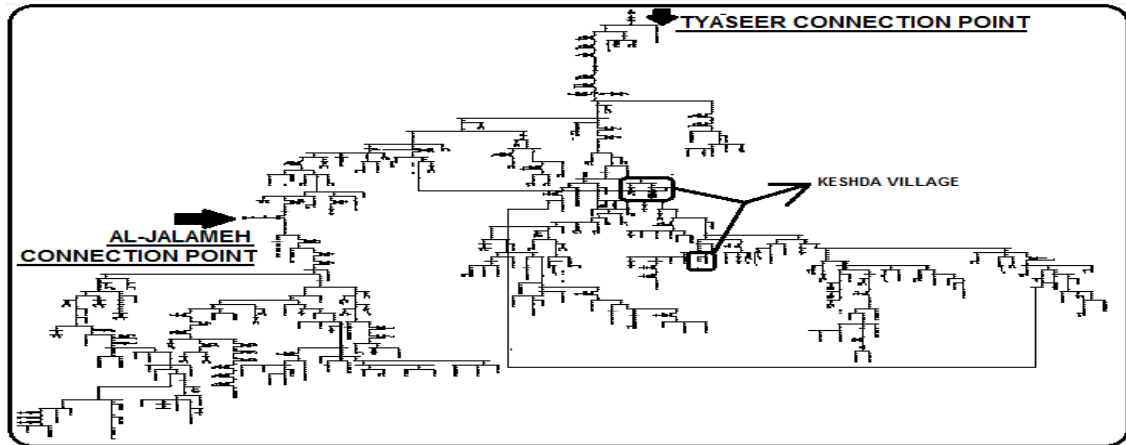 TYASEER CONNECTION POINT
KESHDA VILLAGE
AL-JALAMEH
CONNECTION POINT